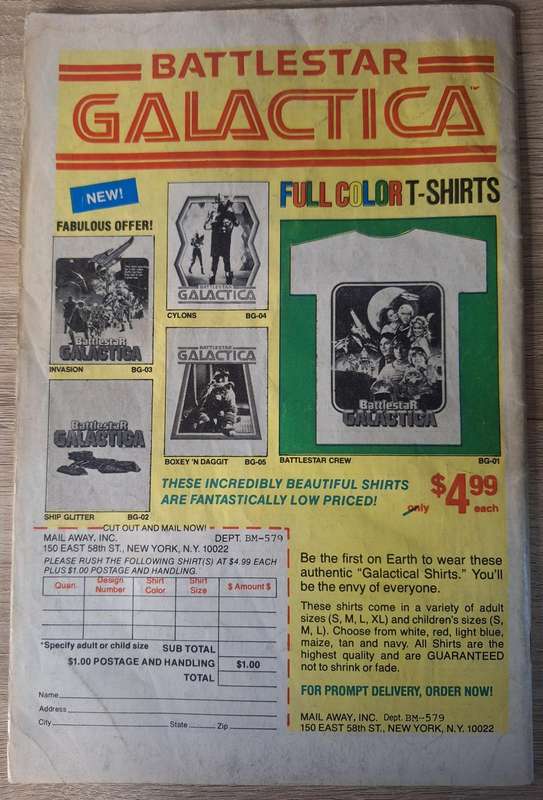 BATTLESTAR
GALACTICA™
NEW!
FABULOUS OFFER!
FULL COLOR T-SHIRTS
BATTLESTAR
GALACTICA
CYLONS BG-04
BattlestaR
GALACTICA
INVASION BG-03
BATTLESTAR
GALACTICA
BOXEY 'N DAGGIT BG-05
BattlestaR
GALACTICA
SHIP GLITTER BG-02
BattlestaR
GALACTICA
BATTLESTAR CREW BG-01
THESE INCREDIBLY BEAUTIFUL SHIRTS
ARE FANTASTICALLY LOW PRICED!
only $4.99 each
CUT OUT AND MAIL NOW!
MAIL AWAY, INC. DEPT. BM-579
150 EAST 58th ST., NEW YORK, N.Y. 10022
PLEASE RUSH THE FOLLOWING SHIRT(S) AT $4.99 EACH
PLUS $1.00 POSTAGE AND HANDLING.
Quan. Design Number Shirt Color Shirt Size $ Amount $
*Specify adult or child size SUB TOTAL
$1.00 POSTAGE AND HANDLING $1.00
TOTAL
Name
Address
City State Zip
Be the first on Earth to wear these
authentic "Galactical Shirts." You'll
be the envy of everyone.
These shirts come in a variety of adult
sizes (S, M, L, XL) and children's sizes (S,
M, L). Choose from white, red, light blue,
maize, tan and navy. All Shirts are the
highest quality and are GUARANTEED
not to shrink or fade.
FOR PROMPT DELIVERY, ORDER NOW!
MAIL AWAY, INC. Dept. BM-579
150 EAST 58th ST., NEW YORK, N.Y. 10022